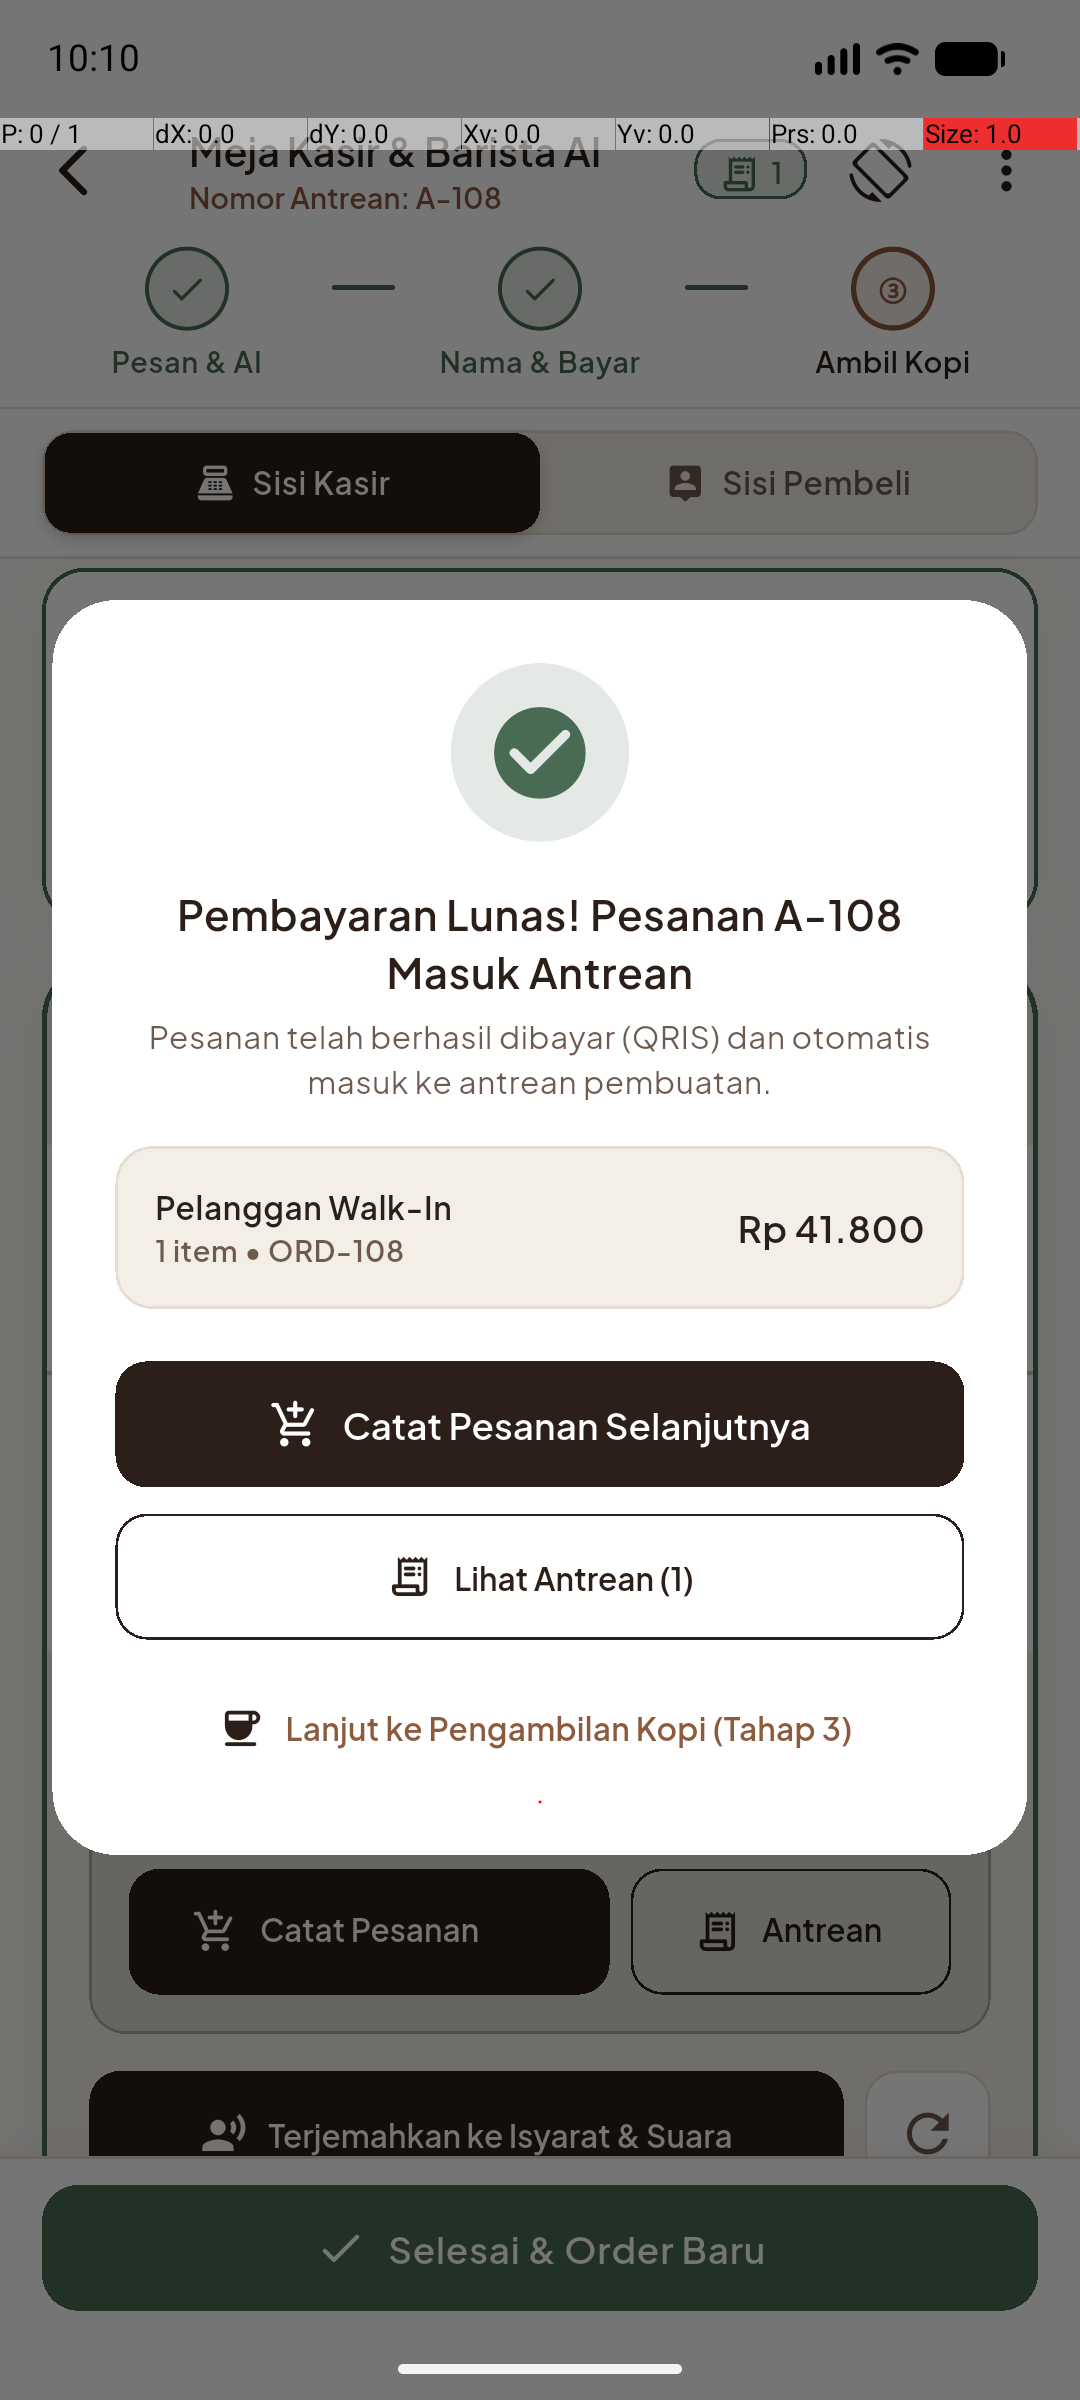 10:10
P: 0 / 1
dX: 0.0
dY: 0.0
Xv: 0.0
Yv: 0.0
Prs: 0.0
Size: 1.0
Meja Kasir & Barista AI
Nomor Antrean: A-108
1
3
Pesan & AI
Nama & Bayar
Ambil Kopi
Sisi Kasir
Sisi Pembeli
Pembayaran Lunas! Pesanan A-108
Masuk Antrean
Pesanan telah berhasil dibayar (QRIS) dan otomatis
masuk ke antrean pembuatan.
Pelanggan Walk-In
1 item • ORD-108
Rp 41.800
Catat Pesanan Selanjutnya
Lihat Antrean (1)
Lanjut ke Pengambilan Kopi (Tahap 3)
Catat Pesanan
Antrean
Terjemahkan ke Isyarat & Suara
Selesai & Order Baru